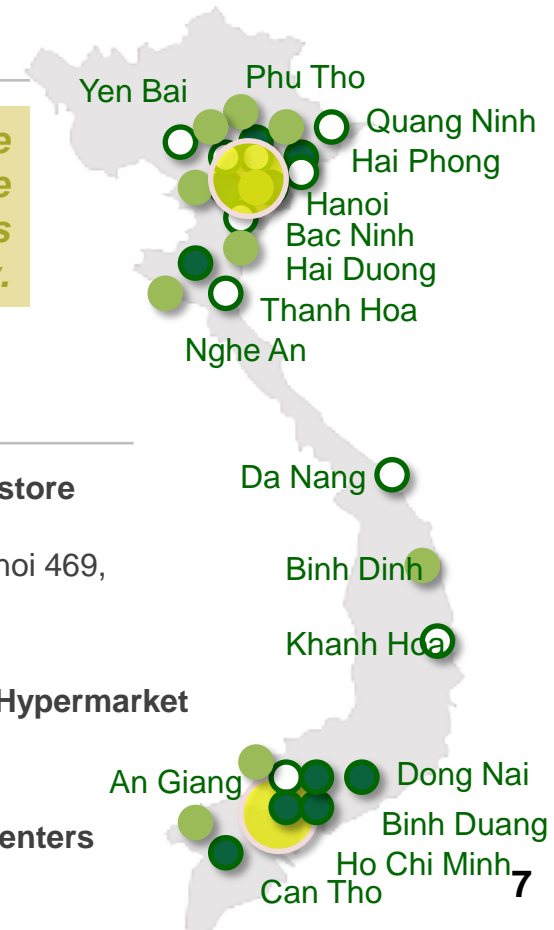 Yen Bai
Phu Tho
Quang Ninh
Hai Phong
Hanoi
Bac Ninh
Hai Duong
Thanh Hoa
Nghe An
store
Da Nang
noi 469,
Binh Dinh
Khanh Hoa
Hypermarket
An Giang
Dong Nai
enters
Binh Duang
Ho Chi Minh
Can Tho
7